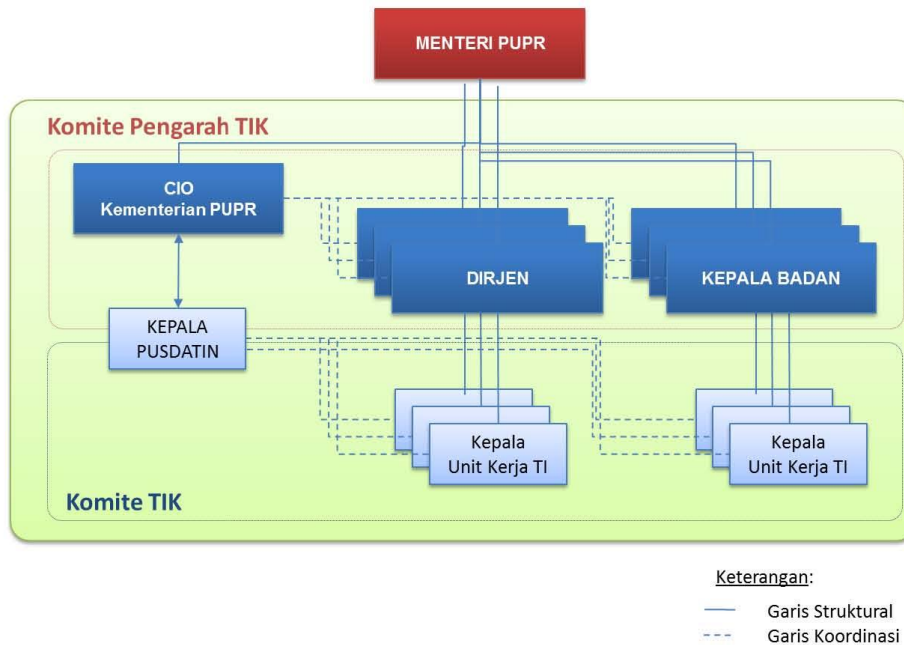 MENTERI PUPR
Komite Pengarah TIK
CIO
Kementerian PUPR
DIRJEN
KEPALA BADAN
KEPALA
PUSDATIN
Kepala
Unit Kerja TI
Kepala
Unit Kerja TI
Komite TIK
Keterangan:
Garis Struktural
Garis Koordinasi